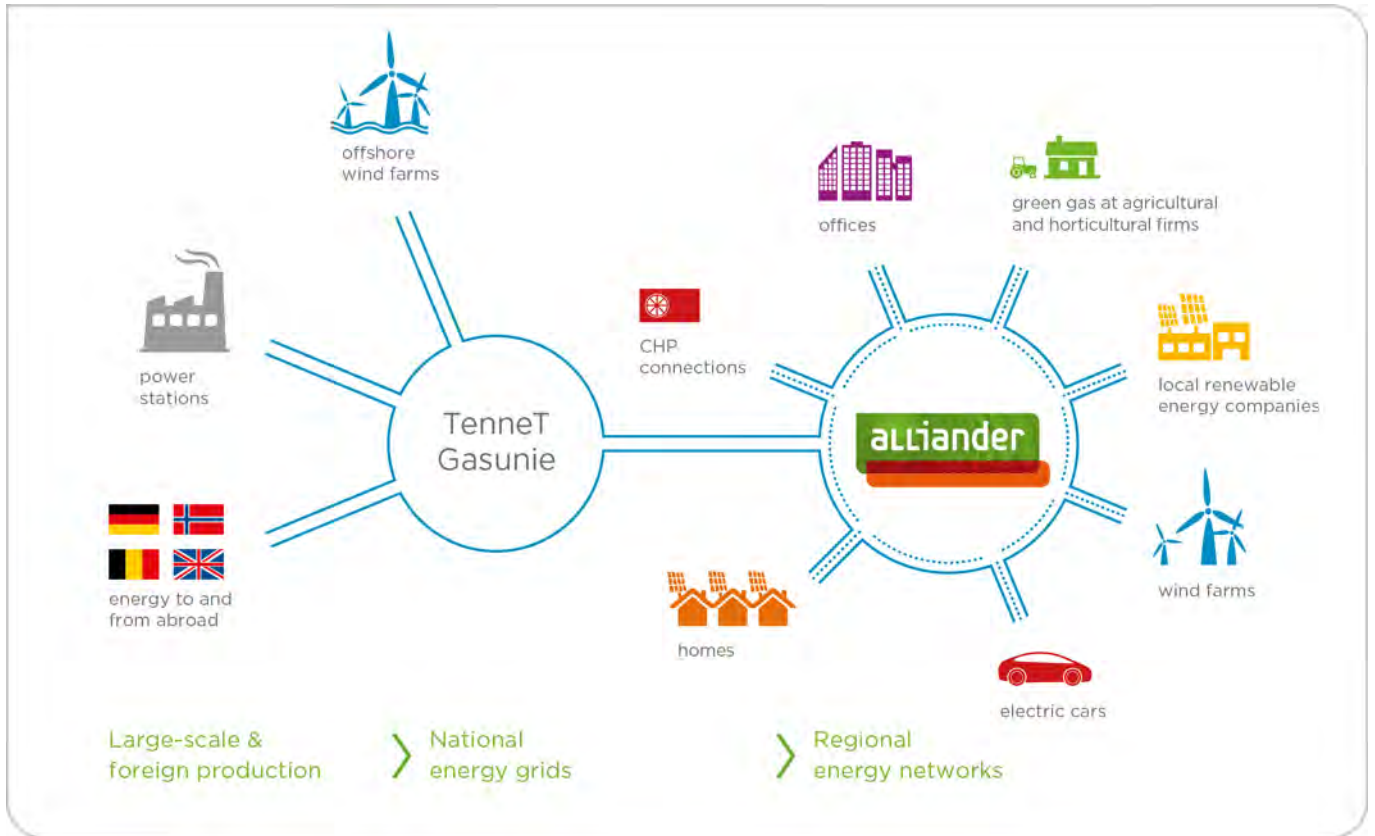 offshore
wind farms
offices
green gas at agricultural
and horticultural firms
power
stations
CHP
connections
local renewable
energy companies
TenneT
Gasunie
alliander
energy to and
from abroad
homes
wind farms
electric cars
Large-scale &
foreign production
National
energy grids
Regional
energy networks